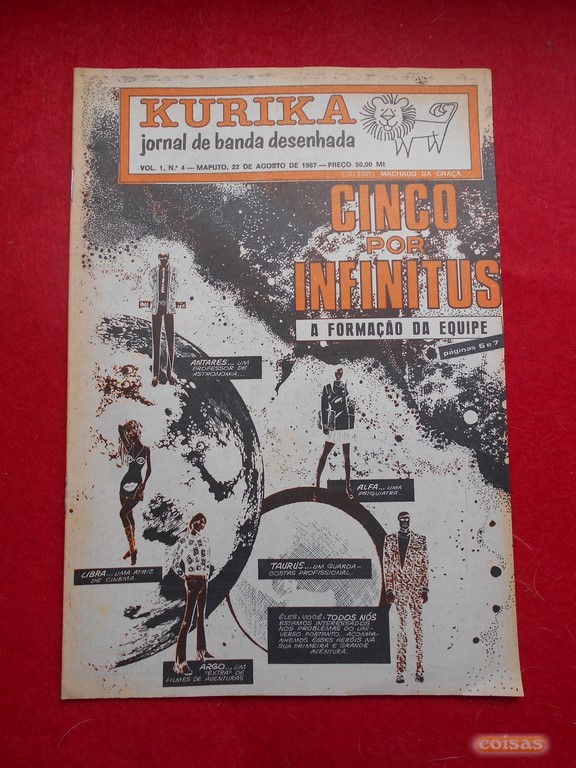 KURIKA
jornal de banda desenhada
VOL. 1, N.º 4 — MAPUTO, 22 DE AGOSTO DE 1987 — PREÇO 50,00 Mt
EDITOR: MACHADO DA GRAÇA
CINCO
POR
INFINITUS
A FORMAÇÃO DA EQUIPE
páginas 6 e 7
ANTARES... UM
PROFESSOR DE
ASTRONOMIA...
ALFA... UMA
PSIQUIATRA...
LIBRA... UMA ATRIZ
DE CINEMA...
TAURUS... UM GUARDA-
COSTAS PROFISSIONAL.
ELES, VOCÊ, TODOS NÓS
ESTAMOS INTERESSADOS
NOS PROBLEMAS DO UNI-
VERSO. PORTANTO, ACOMPA-
NHEMOS ESSES HERÓIS NA
SUA PRIMEIRA E GRANDE
AVENTURA.
ARGO... UM
"EXTRA" DE
FILMES DE AVENTURAS
coisas